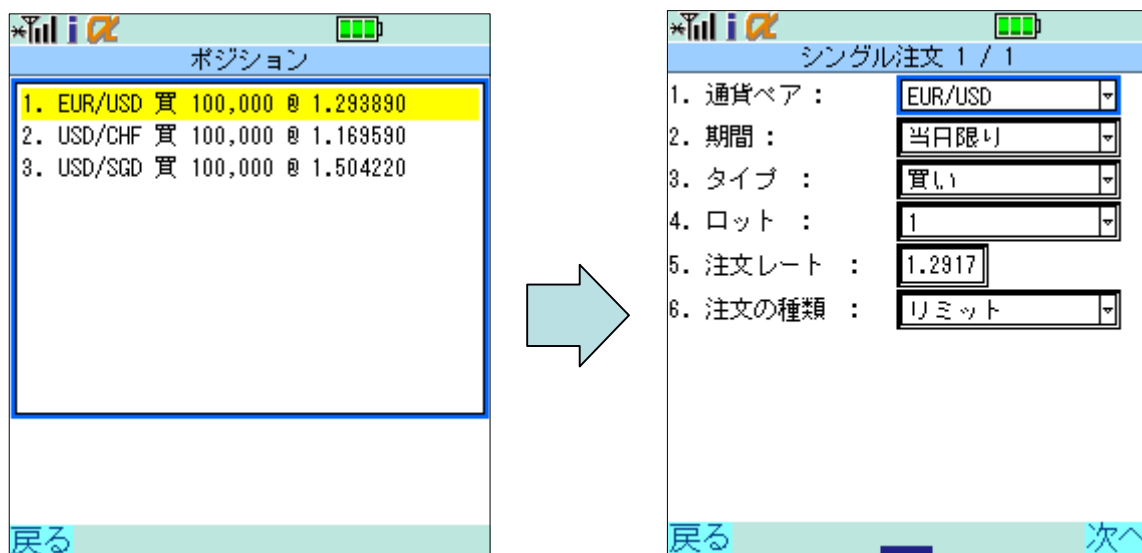 ポジション
1. EUR/USD 買 100,000 @ 1.293890
2. USD/CHF 買 100,000 @ 1.169590
3. USD/SGD 買 100,000 @ 1.504220
戻る
シングル注文 1 / 1
1. 通貨ペア : EUR/USD
2. 期間 : 当日限り
3. タイプ : 買い
4. ロット : 1
5. 注文レート : 1.2917
6. 注文の種類 : リミット
戻る 次へ